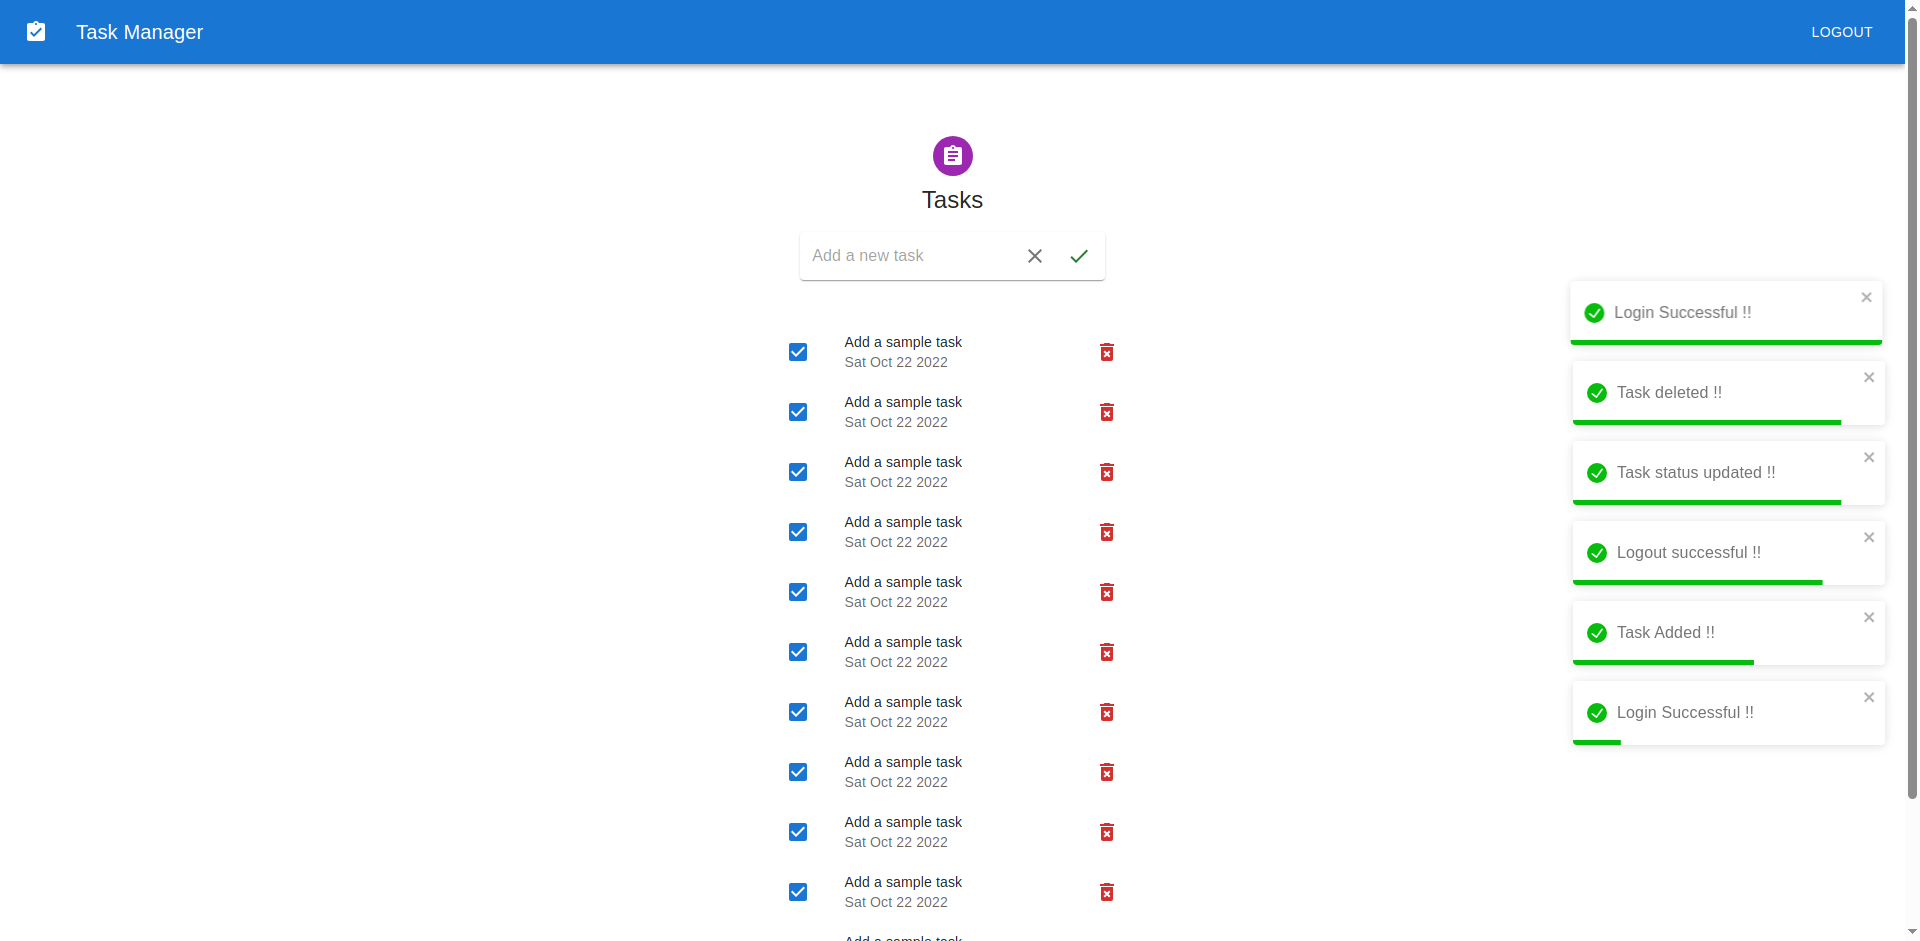 Task Manager
LOGOUT
Tasks
Add a new task
Add a sample task
Sat Oct 22 2022
Add a sample task
Sat Oct 22 2022
Add a sample task
Sat Oct 22 2022
Add a sample task
Sat Oct 22 2022
Add a sample task
Sat Oct 22 2022
Add a sample task
Sat Oct 22 2022
Add a sample task
Sat Oct 22 2022
Add a sample task
Sat Oct 22 2022
Add a sample task
Sat Oct 22 2022
Add a sample task
Sat Oct 22 2022
Add a sample task
Login Successful !!
Task deleted !!
Task status updated !!
Logout successful !!
Task Added !!
Login Successful !!